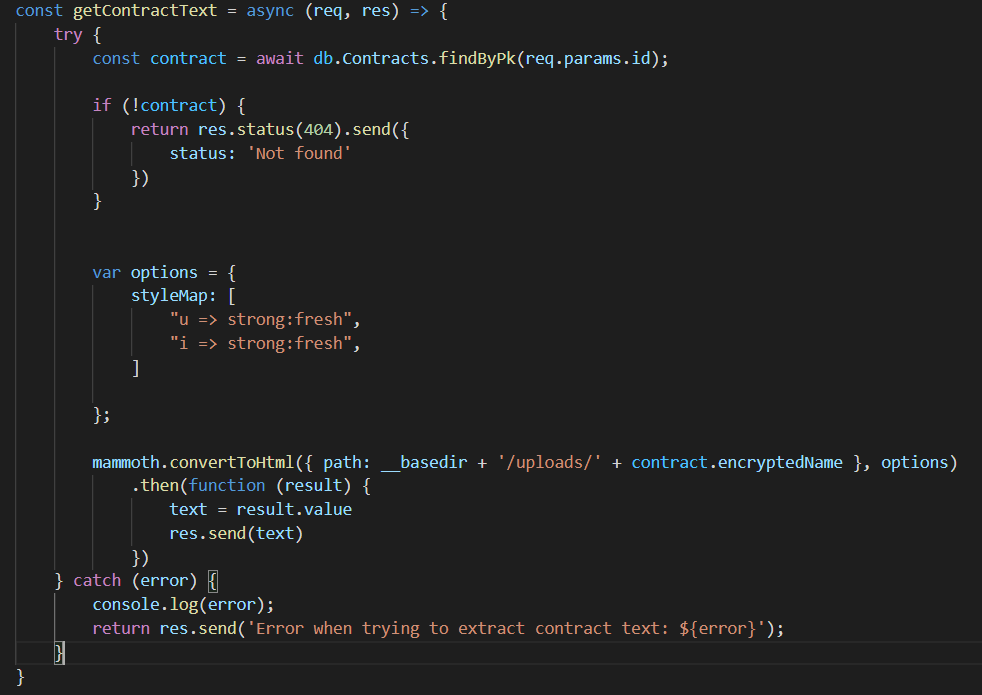 const getContractText = async (req, res) => {
try {
const contract = await db.Contracts.findByPk(req.params.id);
if (!contract) {
return res.status(404).send({
status: 'Not found'
})
}
var options = {
styleMap: [
"u => strong:fresh",
"i => strong:fresh",
]
};
mammoth.convertToHtml({ path: __basedir + '/uploads/' + contract.encryptedName }, options)
.then(function (result) {
text = result.value
res.send(text)
})
} catch (error) {
console.log(error);
return res.send('Error when trying to extract contract text: ${error}');
}
}